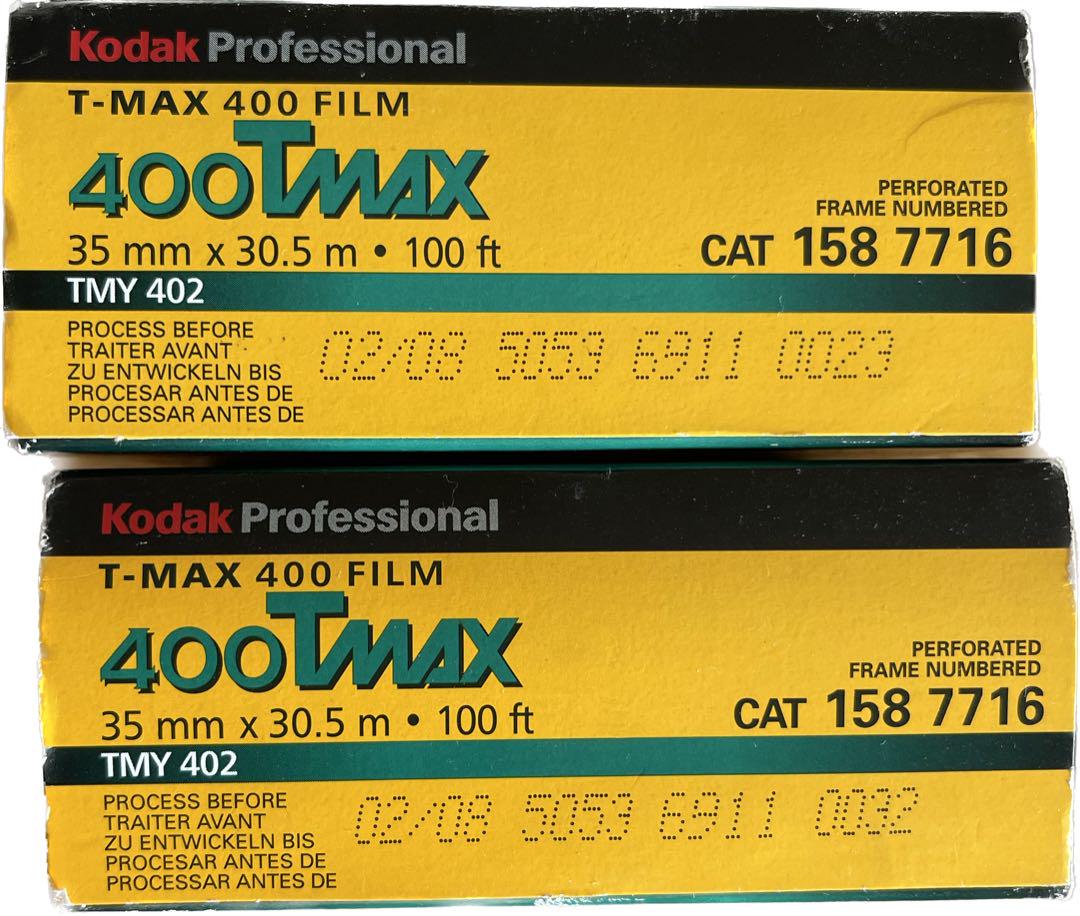 Kodak Professional
T-MAX 400 FILM
400TMAX
35 mm x 30.5 m • 100 ft
PERFORATED
FRAME NUMBERED
CAT 158 7716
TMY 402
PROCESS BEFORE
TRAITER AVANT
ZU ENTWICKELN BIS
PROCESAR ANTES DE
PROCESSAR ANTES DE
02/08 5053 6911 0023
Kodak Professional
T-MAX 400 FILM
400TMAX
35 mm x 30.5 m • 100 ft
PERFORATED
FRAME NUMBERED
CAT 158 7716
TMY 402
PROCESS BEFORE
TRAITER AVANT
ZU ENTWICKELN BIS
PROCESAR ANTES DE
PROCESSAR ANTES DE
02/08 5053 6911 0032